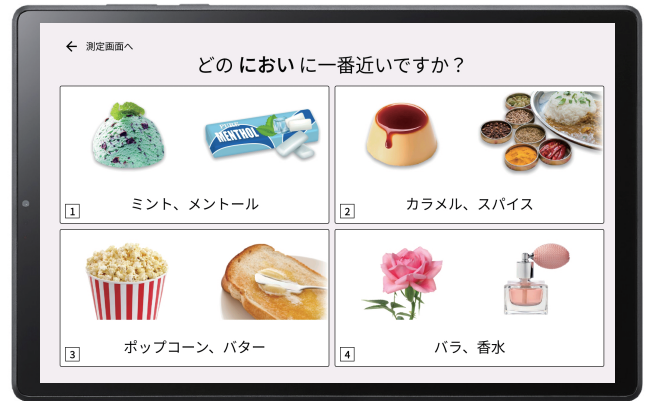 ← 測定画面へ
どの におい に一番近いですか？
MENTHOL
1 ミント、メントール
2 カラメル、スパイス
3 ポップコーン、バター
4 バラ、香水